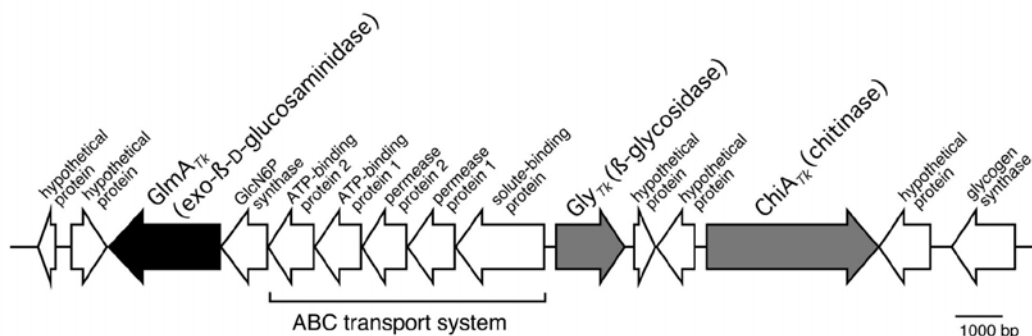 hypothetical
protein
hypothetical
protein
GlmA_Tk
(exo-ß-D-glucosaminidase)
GlcN6P
synthase
ATP-binding
protein 2
ATP-binding
protein 1
permease
protein 2
permease
protein 1
solute-binding
protein
Gly_Tk (ß-glycosidase)
hypothetical
protein
hypothetical
protein
ChiA_Tk (chitinase)
hypothetical
protein
glycogen
synthase
ABC transport system
1000 bp